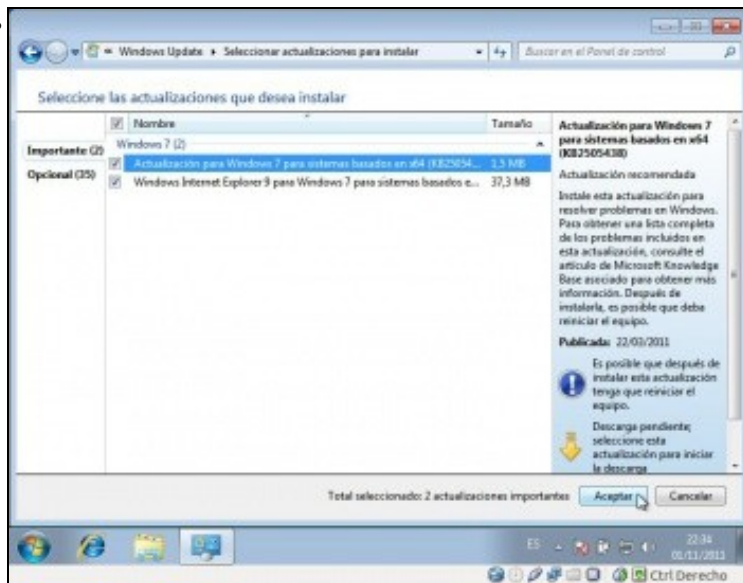 Windows Update ▸ Seleccionar actualizaciones para instalar
Buscar en el Panel de control
Seleccione las actualizaciones que desea instalar
Nombre Tamaño
Importante (2)
Opcional (35)
Windows 7 (2)
Actualización para Windows 7 para sistemas basados en x64 (KB25054... 1,5 MB
Windows Internet Explorer 9 para Windows 7 para sistemas basados e... 37,3 MB
Actualización para Windows 7
para sistemas basados en x64
(KB2505438)
Actualización recomendada
Instale esta actualización para
resolver problemas en Windows.
Para obtener una lista completa
de los problemas incluidos en
esta actualización, consulte el
artículo de Microsoft Knowledge
Base asociado para obtener más
información. Después de
instalarla, es posible que deba
reiniciar el equipo.
Publicada: 22/03/2011
Es posible que después de
instalar esta actualización
tenga que reiniciar el
equipo.
Descarga pendiente;
seleccione esta
actualización para iniciar
la descarga
Total seleccionado: 2 actualizaciones importantes
Aceptar
Cancelar
ES
22:34
01/11/2011
Ctrl Derecho